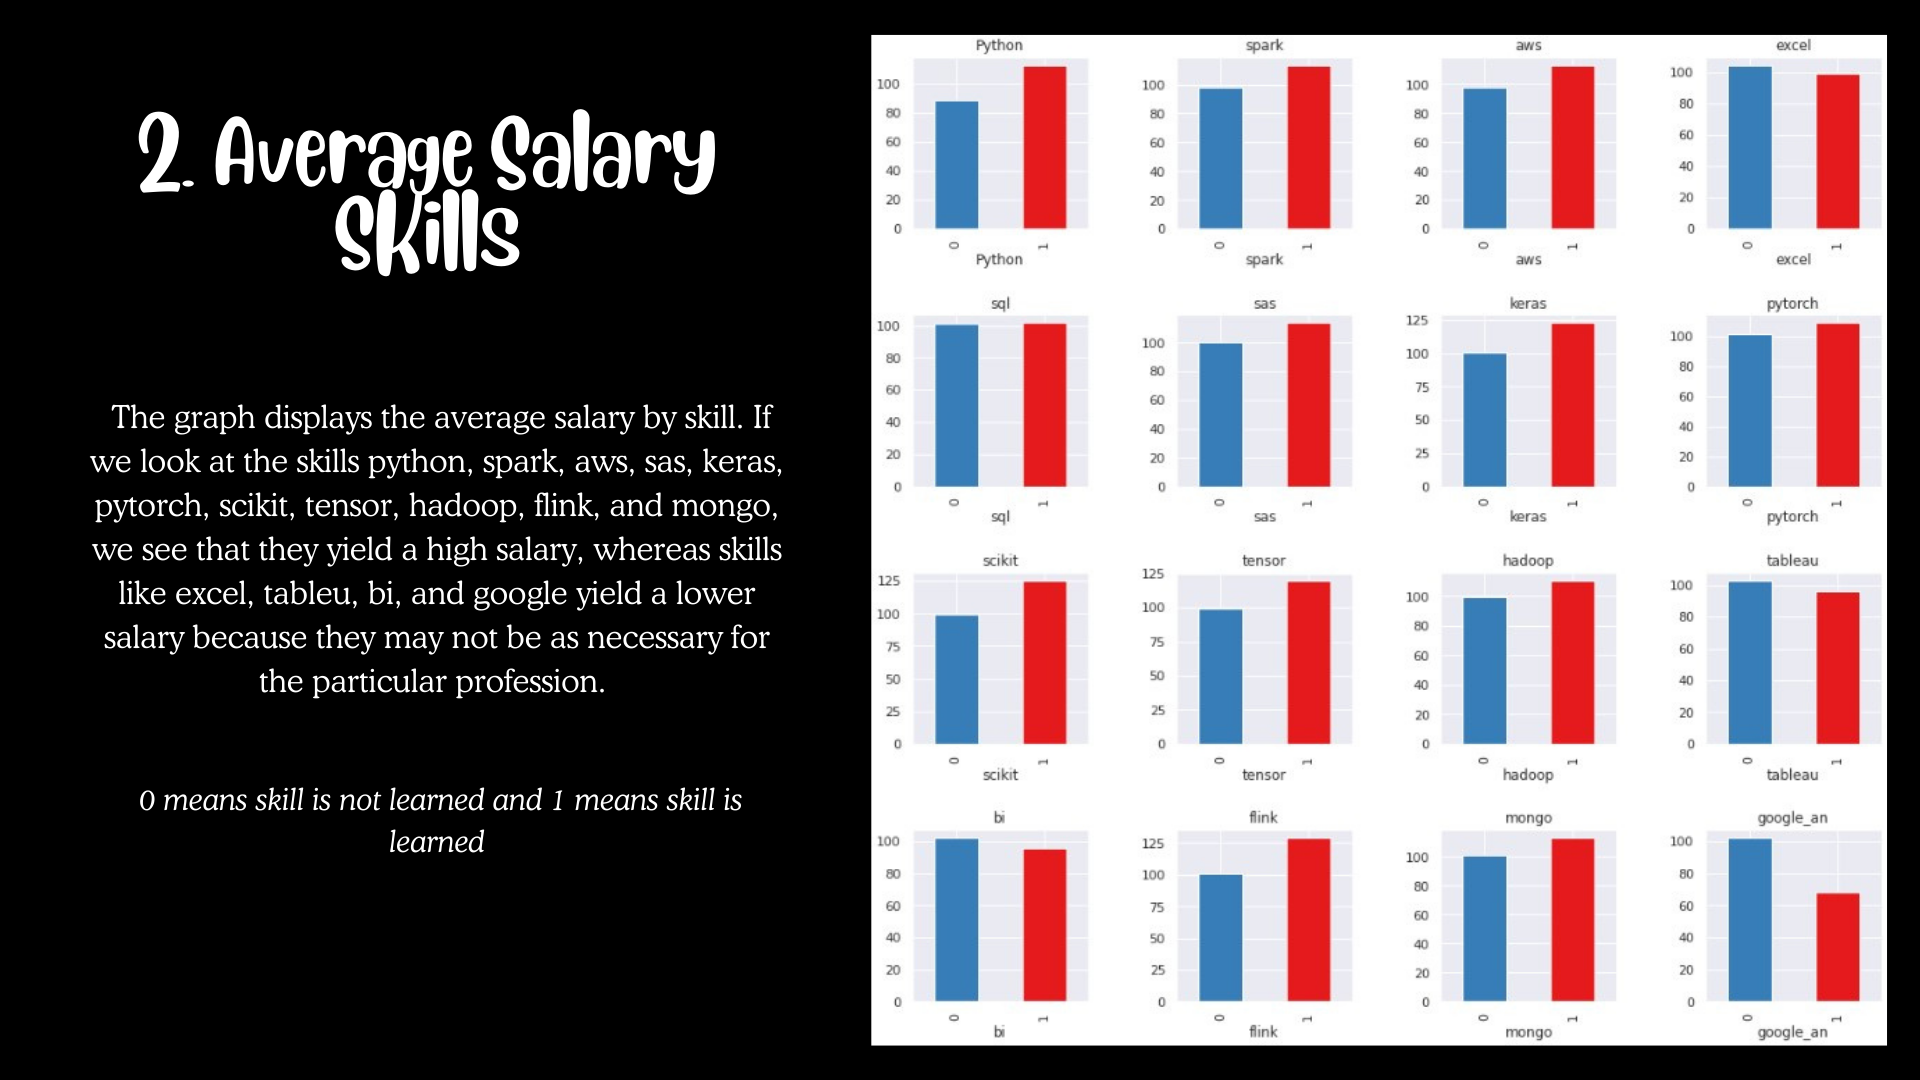 2. Average Salary
Skills
The graph displays the average salary by skill. If
we look at the skills python, spark, aws, sas, keras,
pytorch, scikit, tensor, hadoop, flink, and mongo,
we see that they yield a high salary, whereas skills
like excel, tableu, bi, and google yield a lower
salary because they may not be as necessary for
the particular profession.
0 means skill is not learned and 1 means skill is
learned
Python
100
80
60
40
20
0
0 1
Python
spark
100
80
60
40
20
0
0 1
spark
aws
100
80
60
40
20
0
0 1
aws
excel
100
80
60
40
20
0
0 1
excel
sql
100
80
60
40
20
0
0 1
sql
sas
100
80
60
40
20
0
0 1
sas
keras
125
100
75
50
25
0
0 1
keras
pytorch
100
80
60
40
20
0
0 1
pytorch
scikit
125
100
75
50
25
0
0 1
scikit
tensor
125
100
75
50
25
0
0 1
tensor
hadoop
100
80
60
40
20
0
0 1
hadoop
tableau
100
80
60
40
20
0
0 1
tableau
bi
100
80
60
40
20
0
0 1
bi
flink
125
100
75
50
25
0
0 1
flink
mongo
100
80
60
40
20
0
0 1
mongo
google_an
100
80
60
40
20
0
0 1
google_an